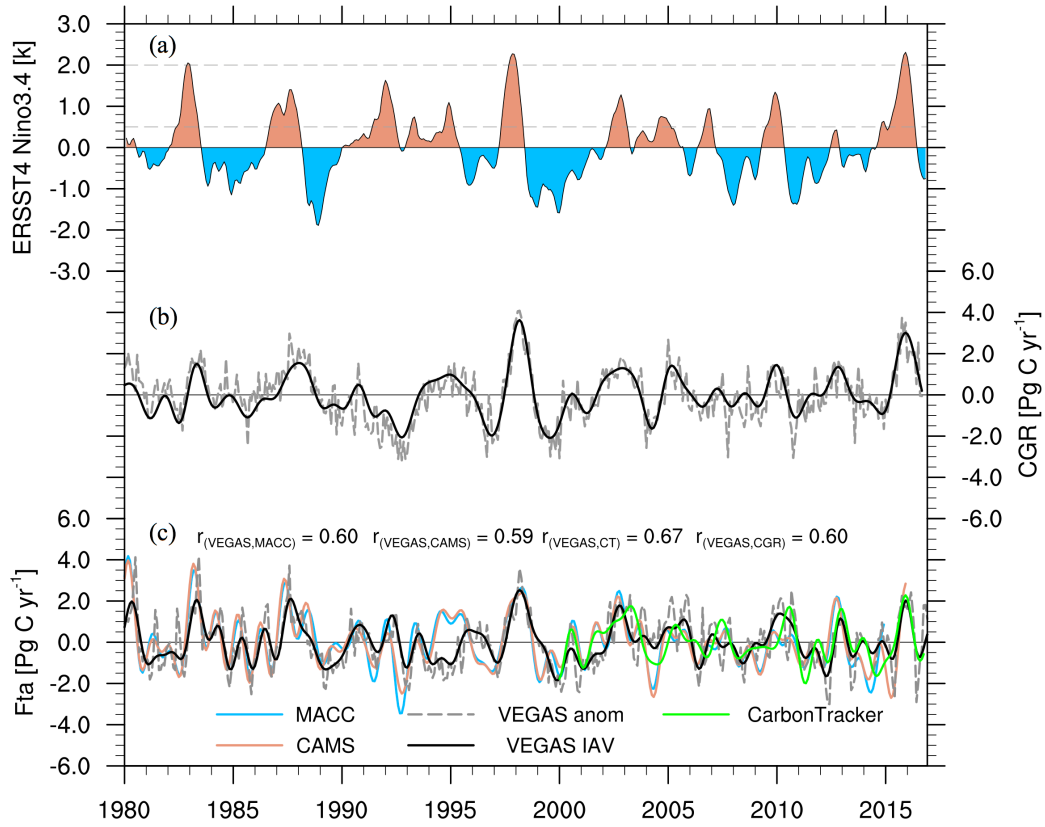 (a)
ERSST4 Nino3.4 [k]
3.0
2.0
1.0
0.0
-1.0
-2.0
-3.0
(b)
CGR [Pg C yr-1]
6.0
4.0
2.0
0.0
-2.0
-4.0
-6.0
(c)
r(VEGAS,MACC) = 0.60 r(VEGAS,CAMS) = 0.59 r(VEGAS,CT) = 0.67 r(VEGAS,CGR) = 0.60
Fta [Pg C yr-1]
6.0
4.0
2.0
0.0
-2.0
-4.0
-6.0
MACC VEGAS anom CarbonTracker
CAMS VEGAS IAV
1980 1985 1990 1995 2000 2005 2010 2015